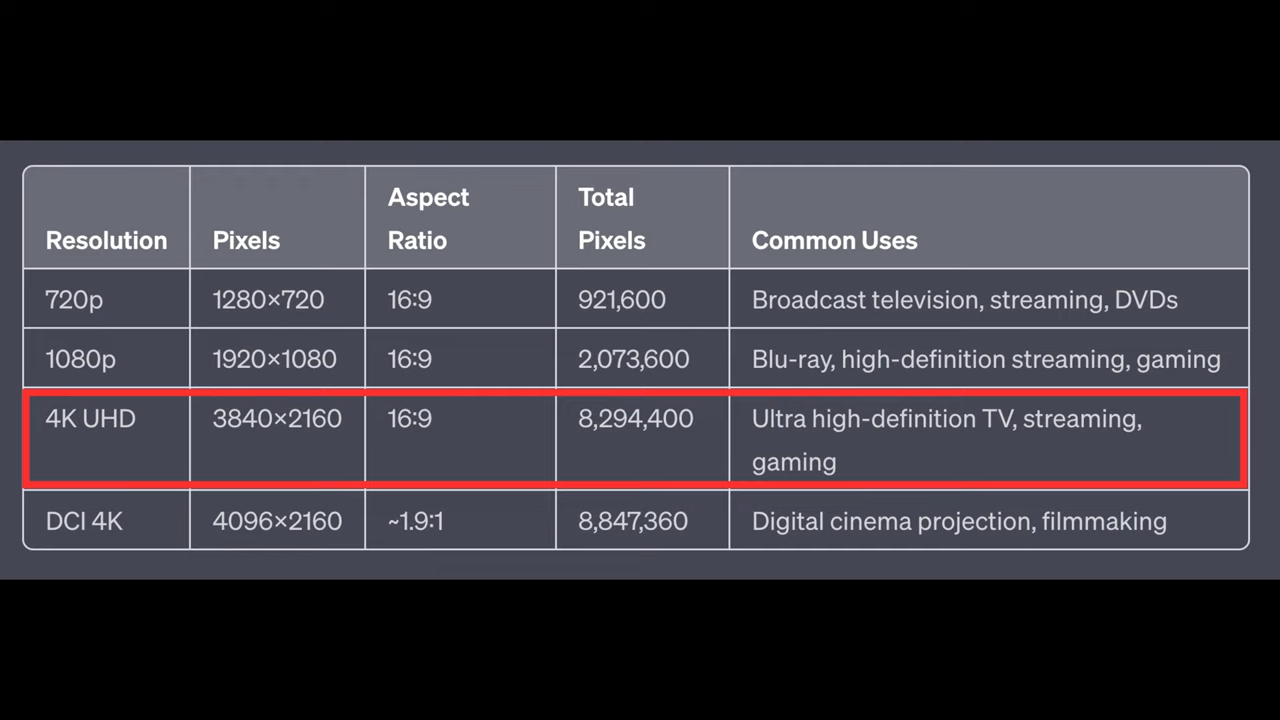 Resolution Pixels Aspect Ratio Total Pixels Common Uses
720p 1280×720 16:9 921,600 Broadcast television, streaming, DVDs
1080p 1920×1080 16:9 2,073,600 Blu-ray, high-definition streaming, gaming
4K UHD 3840×2160 16:9 8,294,400 Ultra high-definition TV, streaming,
gaming
DCI 4K 4096×2160 ~1.9:1 8,847,360 Digital cinema projection, filmmaking